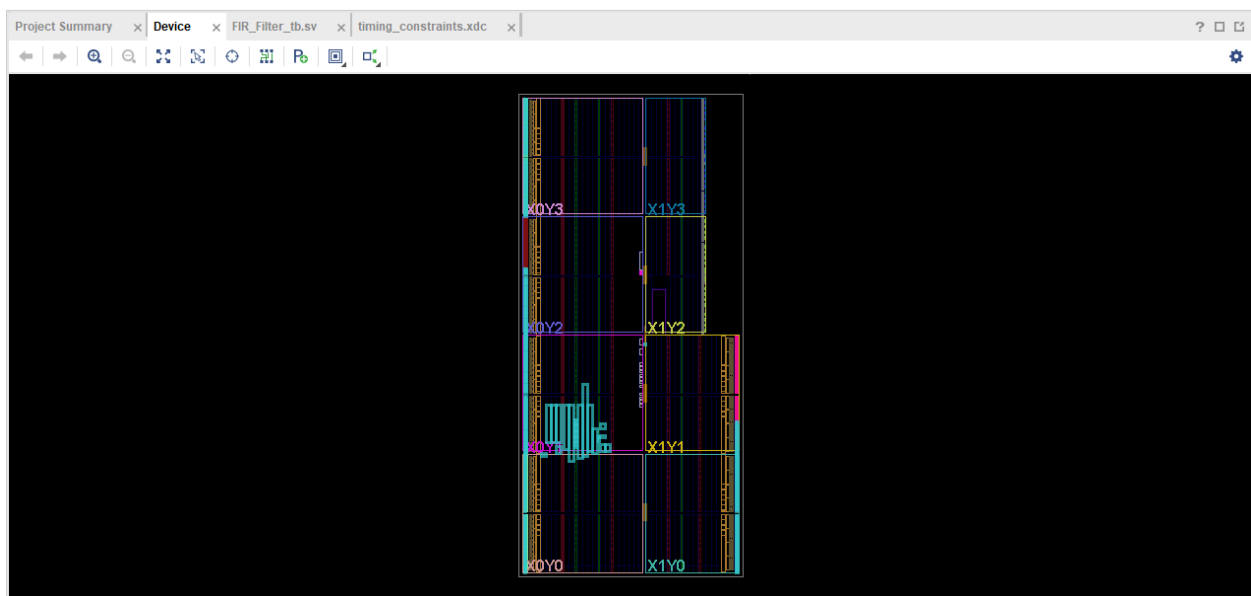 Project Summary × Device × FIR_Filter_tb.sv × timing_constraints.xdc × ?
X0Y3 X1Y3
X0Y2 X1Y2
X1Y1
X0Y0 X1Y0